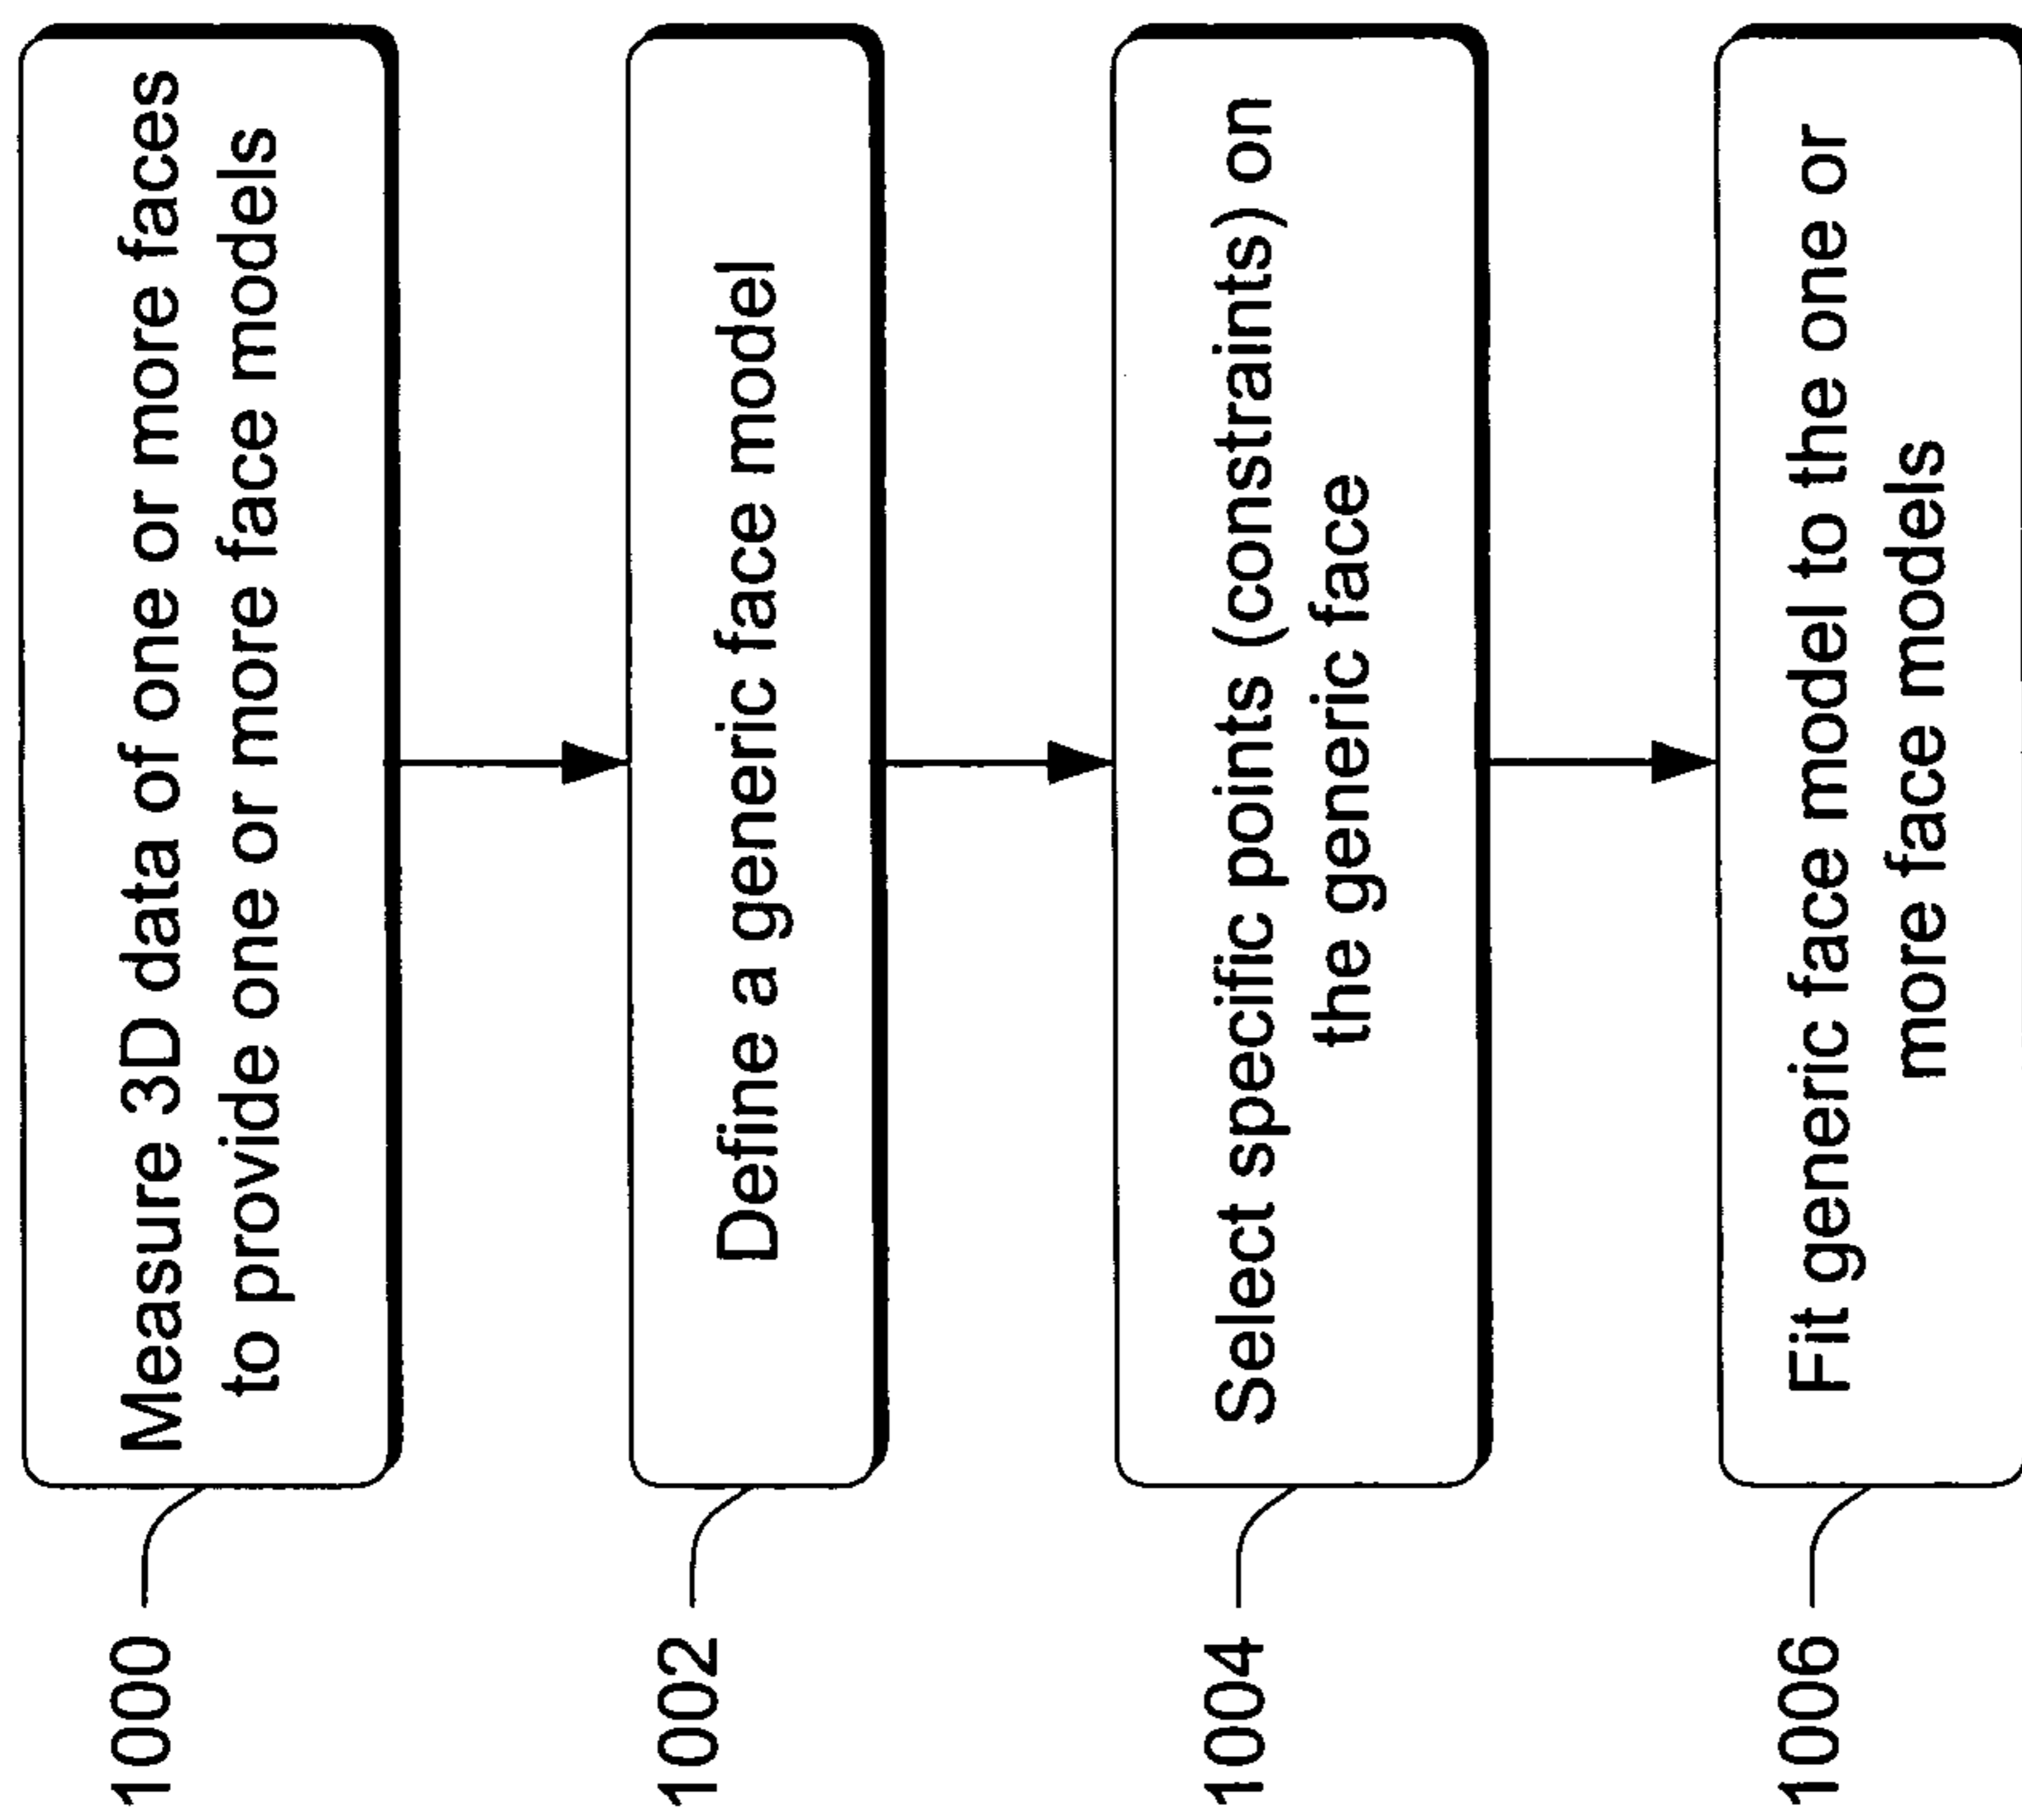 1000
Measure 3D data of one or more faces
to provide one or more face models
1002
Define a generic face model
1004
Select specific points (constraints) on
the generic face
1006
Fit generic face model to the one or
more face models